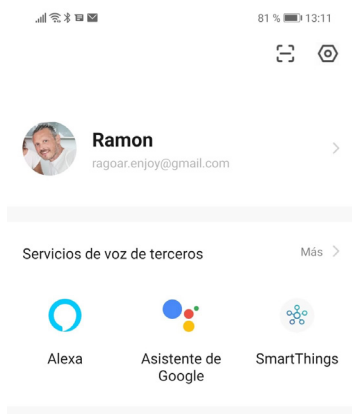 81 % 13:11
Ramon
ragoar.enjoy@gmail.com
Servicios de voz de terceros
Más
Alexa
Asistente de
Google
SmartThings